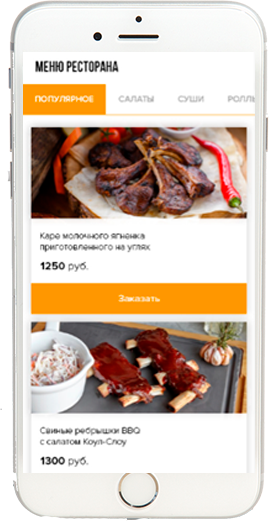 МЕНЮ РЕСТОРАНА
ПОПУЛЯРНОЕ САЛАТЫ СУШИ РОЛЛЫ
Каре молочного ягненка
приготовленного на углях
1250 руб.
Заказать
Свиные ребрышки BBQ
с салатом Коул-Слоу
1300 руб.